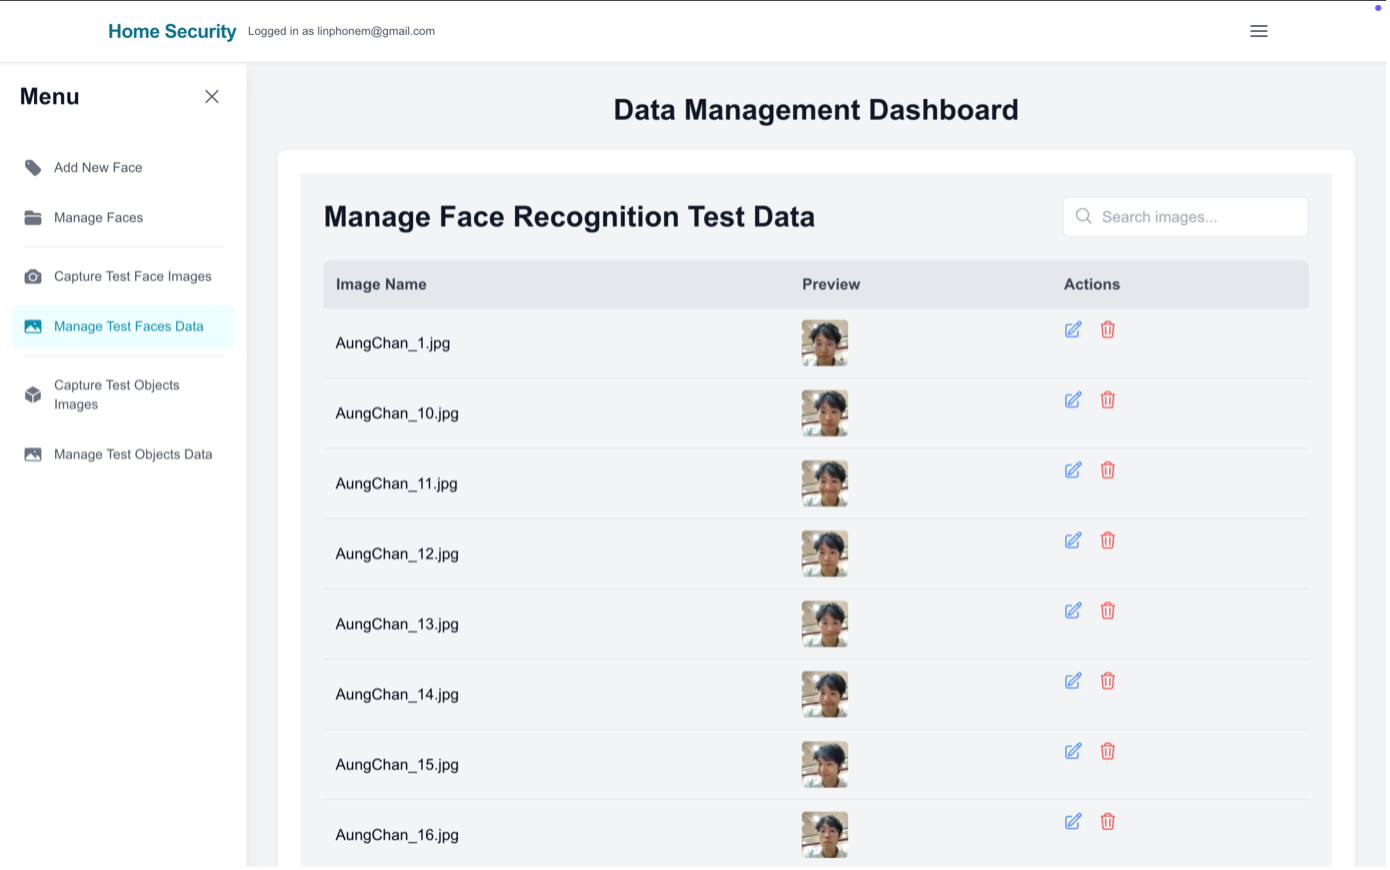 Home Security Logged in as linphonem@gmail.com
Menu
Add New Face
Manage Faces
Capture Test Face Images
Manage Test Faces Data
Capture Test Objects
Images
Manage Test Objects Data
Data Management Dashboard
Manage Face Recognition Test Data
Search images...
Image Name Preview Actions
AungChan_1.jpg
AungChan_10.jpg
AungChan_11.jpg
AungChan_12.jpg
AungChan_13.jpg
AungChan_14.jpg
AungChan_15.jpg
AungChan_16.jpg